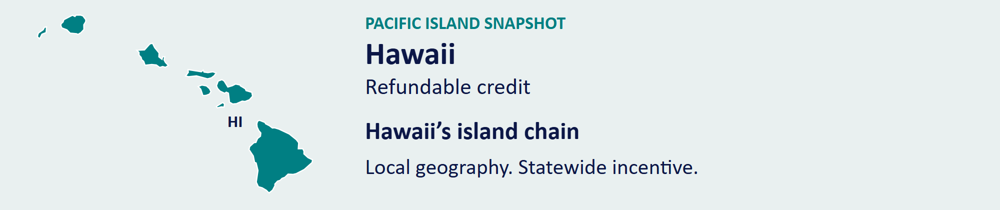 PACIFIC ISLAND SNAPSHOT
Hawaii
Refundable credit
HI
Hawaii’s island chain
Local geography. Statewide incentive.